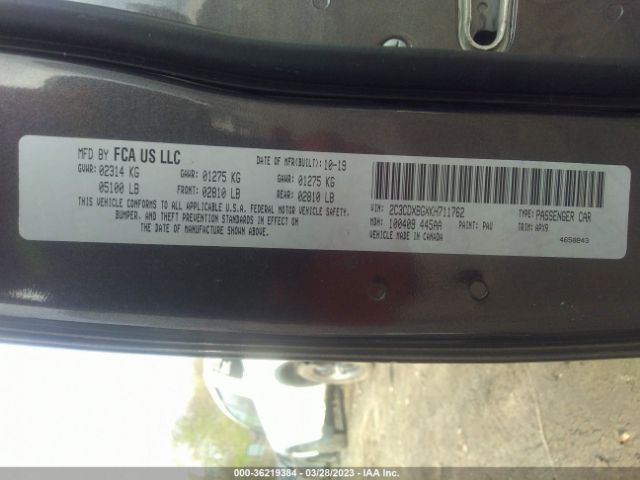 MFD BY FCA US LLC
DATE OF MFR(BUILT): 10-19
GVWR: 02314 KG
GAWR: 01275 KG
GAWR: 01275 KG
05100 LB
FRONT: 02810 LB
REAR: 02810 LB
THIS VEHICLE CONFORMS TO ALL APPLICABLE U.S.A. FEDERAL MOTOR VEHICLE SAFETY,
BUMPER, AND THEFT PREVENTION STANDARDS IN EFFECT ON
THE DATE OF MANUFACTURE SHOWN ABOVE.
VIN: 2C3CDXBGXKH711762
TYPE: PASSENGER CAR
MDH: 100409 445AA
PAINT: PAU
TRIM: APX9
VEHICLE MADE IN CANADA
4658843
000-36219384 | 03/28/2023 | IAA Inc.